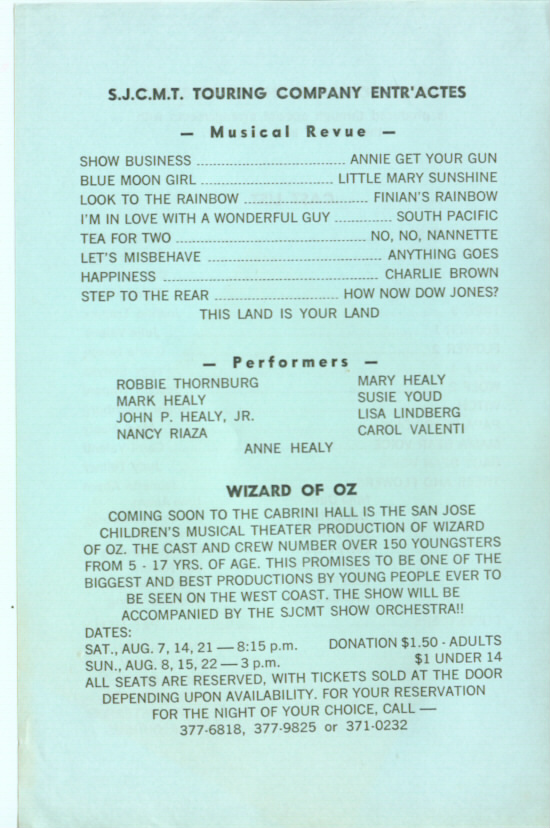 S.J.C.M.T. TOURING COMPANY ENTR'ACTES
— Musical Revue —
SHOW BUSINESS ........ ANNIE GET YOUR GUN
BLUE MOON GIRL ........ LITTLE MARY SUNSHINE
LOOK TO THE RAINBOW ........ FINIAN'S RAINBOW
I'M IN LOVE WITH A WONDERFUL GUY ........ SOUTH PACIFIC
TEA FOR TWO ........ NO, NO, NANNETTE
LET'S MISBEHAVE ........ ANYTHING GOES
HAPPINESS ........ CHARLIE BROWN
STEP TO THE REAR ........ HOW NOW DOW JONES?
THIS LAND IS YOUR LAND
— Performers —
ROBBIE THORNBURG MARY HEALY
MARK HEALY SUSIE YOUD
JOHN P. HEALY, JR. LISA LINDBERG
NANCY RIAZA CAROL VALENTI
ANNE HEALY
WIZARD OF OZ
COMING SOON TO THE CABRINI HALL IS THE SAN JOSE
CHILDREN'S MUSICAL THEATER PRODUCTION OF WIZARD
OF OZ. THE CAST AND CREW NUMBER OVER 150 YOUNGSTERS
FROM 5 - 17 YRS. OF AGE. THIS PROMISES TO BE ONE OF THE
BIGGEST AND BEST PRODUCTIONS BY YOUNG PEOPLE EVER TO
BE SEEN ON THE WEST COAST. THE SHOW WILL BE
ACCOMPANIED BY THE SJCMT SHOW ORCHESTRA!!
DATES:
SAT., AUG. 7, 14, 21 — 8:15 p.m. DONATION $1.50 - ADULTS
SUN., AUG. 8, 15, 22 — 3 p.m. $1 UNDER 14
ALL SEATS ARE RESERVED, WITH TICKETS SOLD AT THE DOOR
DEPENDING UPON AVAILABILITY. FOR YOUR RESERVATION
FOR THE NIGHT OF YOUR CHOICE, CALL —
377-6818, 377-9825 or 371-0232